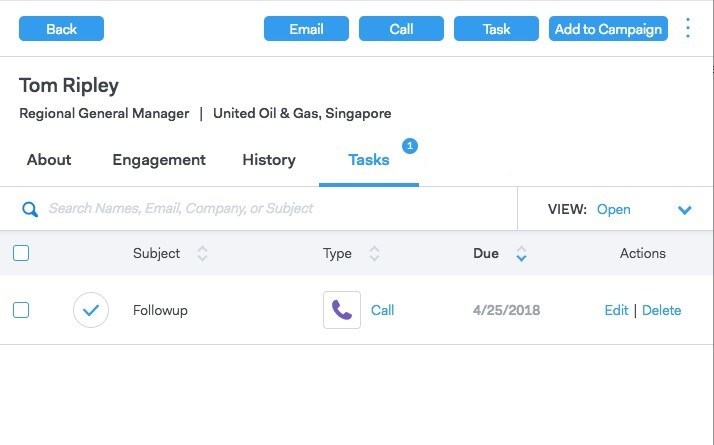 Back Email Call Task Add to Campaign
Tom Ripley
Regional General Manager | United Oil & Gas, Singapore
About Engagement History Tasks 1
Search Names, Email, Company, or Subject VIEW: Open
Subject Type Due Actions
Followup Call 4/25/2018 Edit | Delete